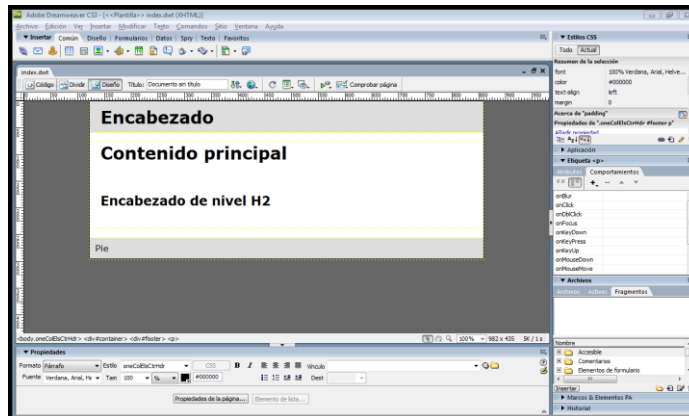 Adobe Dreamweaver CS3 - [<<Plantilla>> index.dwt (XHTML)]
Archivo Edición Ver Insertar Modificar Texto Comandos Sitio Ventana Ayuda
▼ Insertar Común Diseño Formularios Datos Spry Texto Favoritos
index.dwt
Código Dividir Diseño Título: Documento sin título Comprobar página
Encabezado
Contenido principal
Encabezado de nivel H2
Pie
<body.oneColElsCtrHdr> <div#container> <div#footer> <p>
100% 982 x 435 5K / 1 s
▼ Propiedades
Formato Párrafo Estilo oneColElsCtrHdr CSS B I Vínculo
Fuente Verdana, Arial, He Tam 100 % #000000 Dest
Propiedades de la página... Elemento de lista...
▼ Estilos CSS
Todo Actual
Resumen de la selección
font 100% Verdana, Arial, Helve...
color #000000
text-align left
margin 0
Acerca de "padding"
Propiedades de ".oneColElsCtrHdr #footer p"
Añadir propiedad
▶ Aplicación
▼ Etiqueta <p>
Atributos Comportamientos
onBlur
onClick
onDblClick
onFocus
onKeyDown
onKeyPress
onKeyUp
onMouseDown
onMouseMove
▼ Archivos
Archivos Activos Fragmentos
Nombre
Accesible
Comentarios
Elementos de formulario
Insertar
▶ Marcos & Elementos PA
▶ Historial